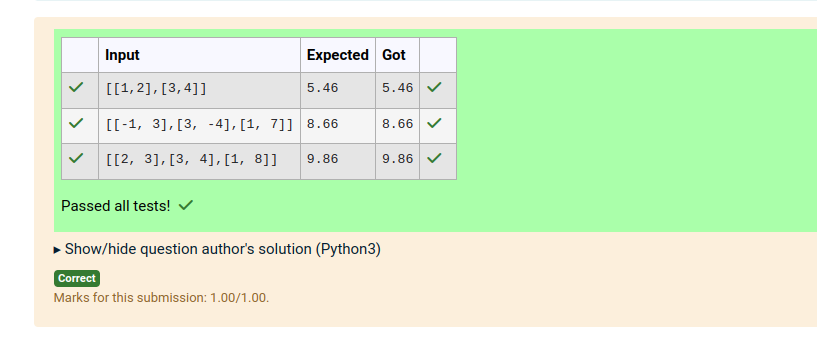 Input Expected Got
[[1,2],[3,4]] 5.46 5.46
[[-1, 3],[3, -4],[1, 7]] 8.66 8.66
[[2, 3],[3, 4],[1, 8]] 9.86 9.86
Passed all tests!
Show/hide question author's solution (Python3)
Correct
Marks for this submission: 1.00/1.00.